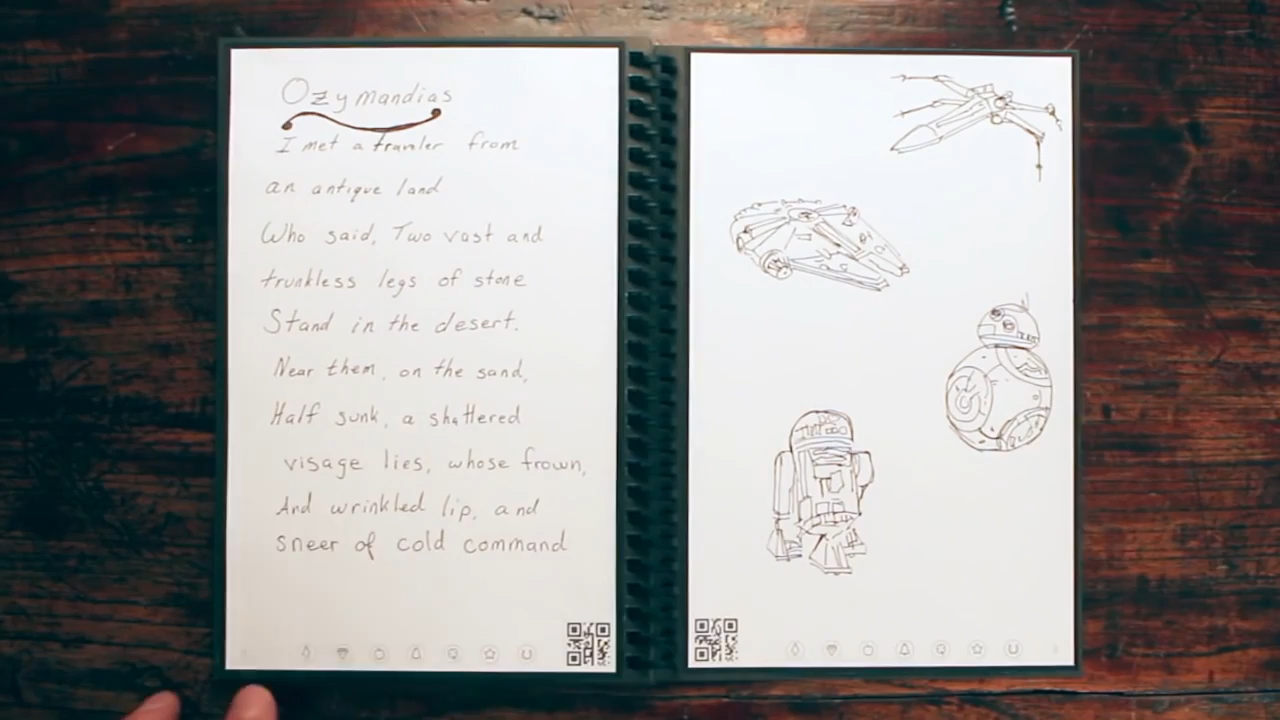 Ozymandias
I met a traveler from
an antique land
Who said, Two vast and
trunkless legs of stone
Stand in the desert.
Near them, on the sand,
Half sunk, a shattered
visage lies, whose frown,
And wrinkled lip, and
sneer of cold command